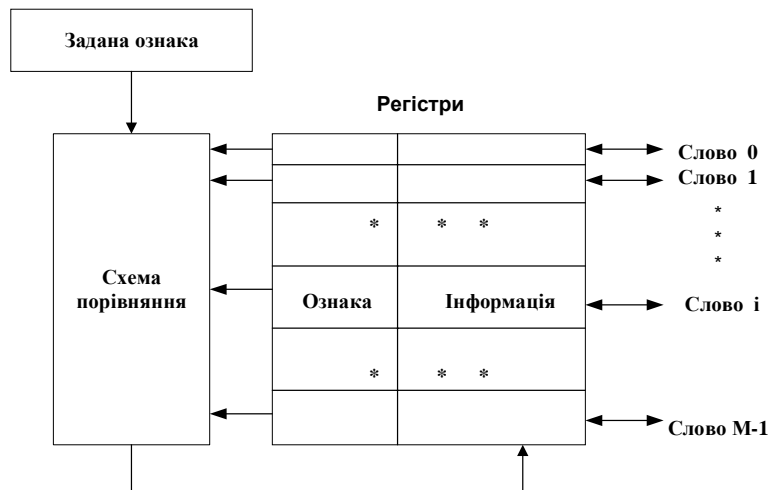 Задана ознака
Регістри
Слово 0
Слово 1
* * *
*
*
*
Схема
порівняння
Ознака
Інформація
Слово i
* * *
Слово М-1